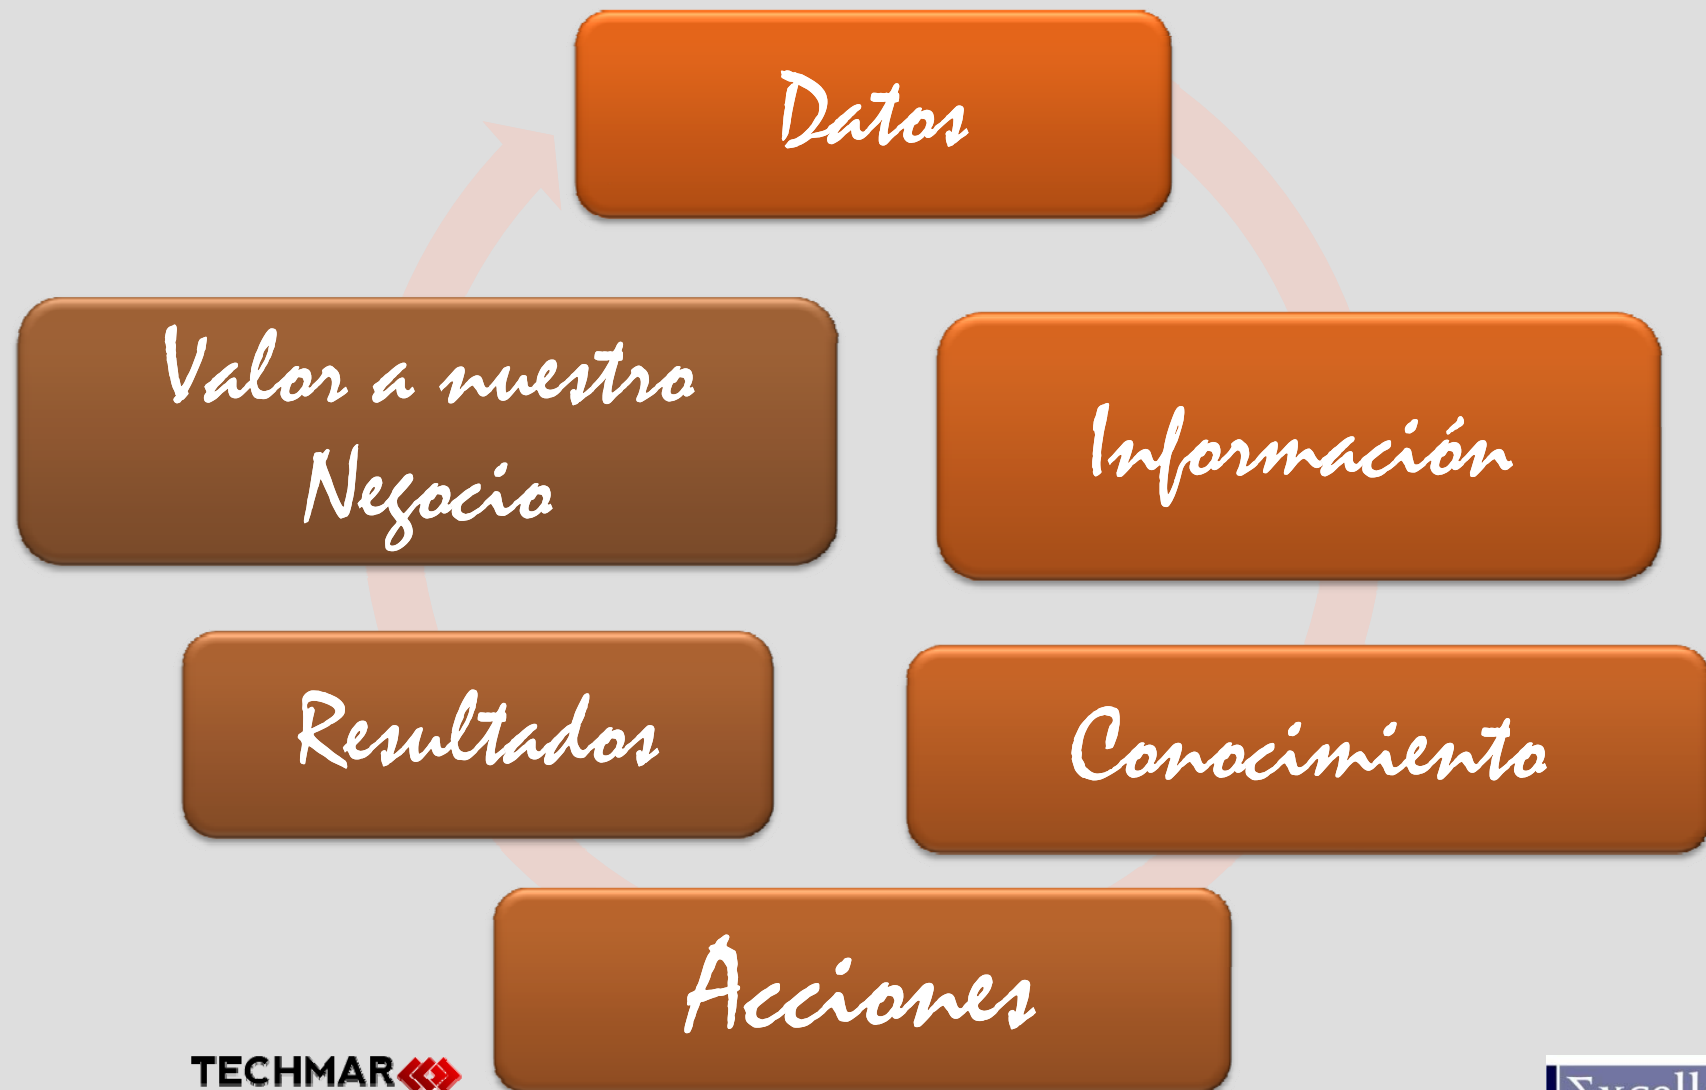 Datos
Información
Conocimiento
Acciones
Resultados
Valor a nuestro
Negocio
TECHMAR